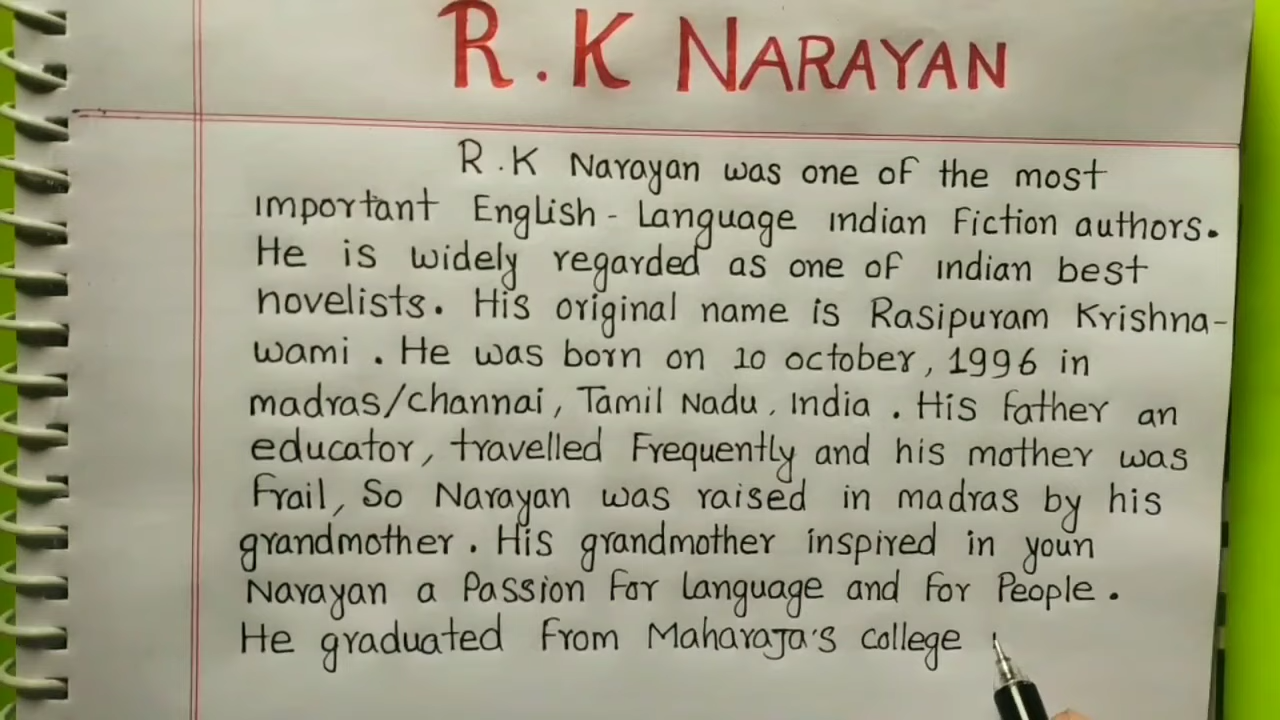 R.K NARAYAN
R.K Narayan was one of the most
important English-Language indian Fiction authors.
He is widely regarded as one of indian best
novelists. His original name is Rasipuram Krishna-
wami. He was born on 10 october, 1996 in
madras/channai, Tamil Nadu, India. His father an
educator, travelled Frequently and his mother was
Frail, So Narayan was raised in madras by his
grandmother. His grandmother inspired in youn
Narayan a Passion For language and for People.
He graduated from Maharaja's college